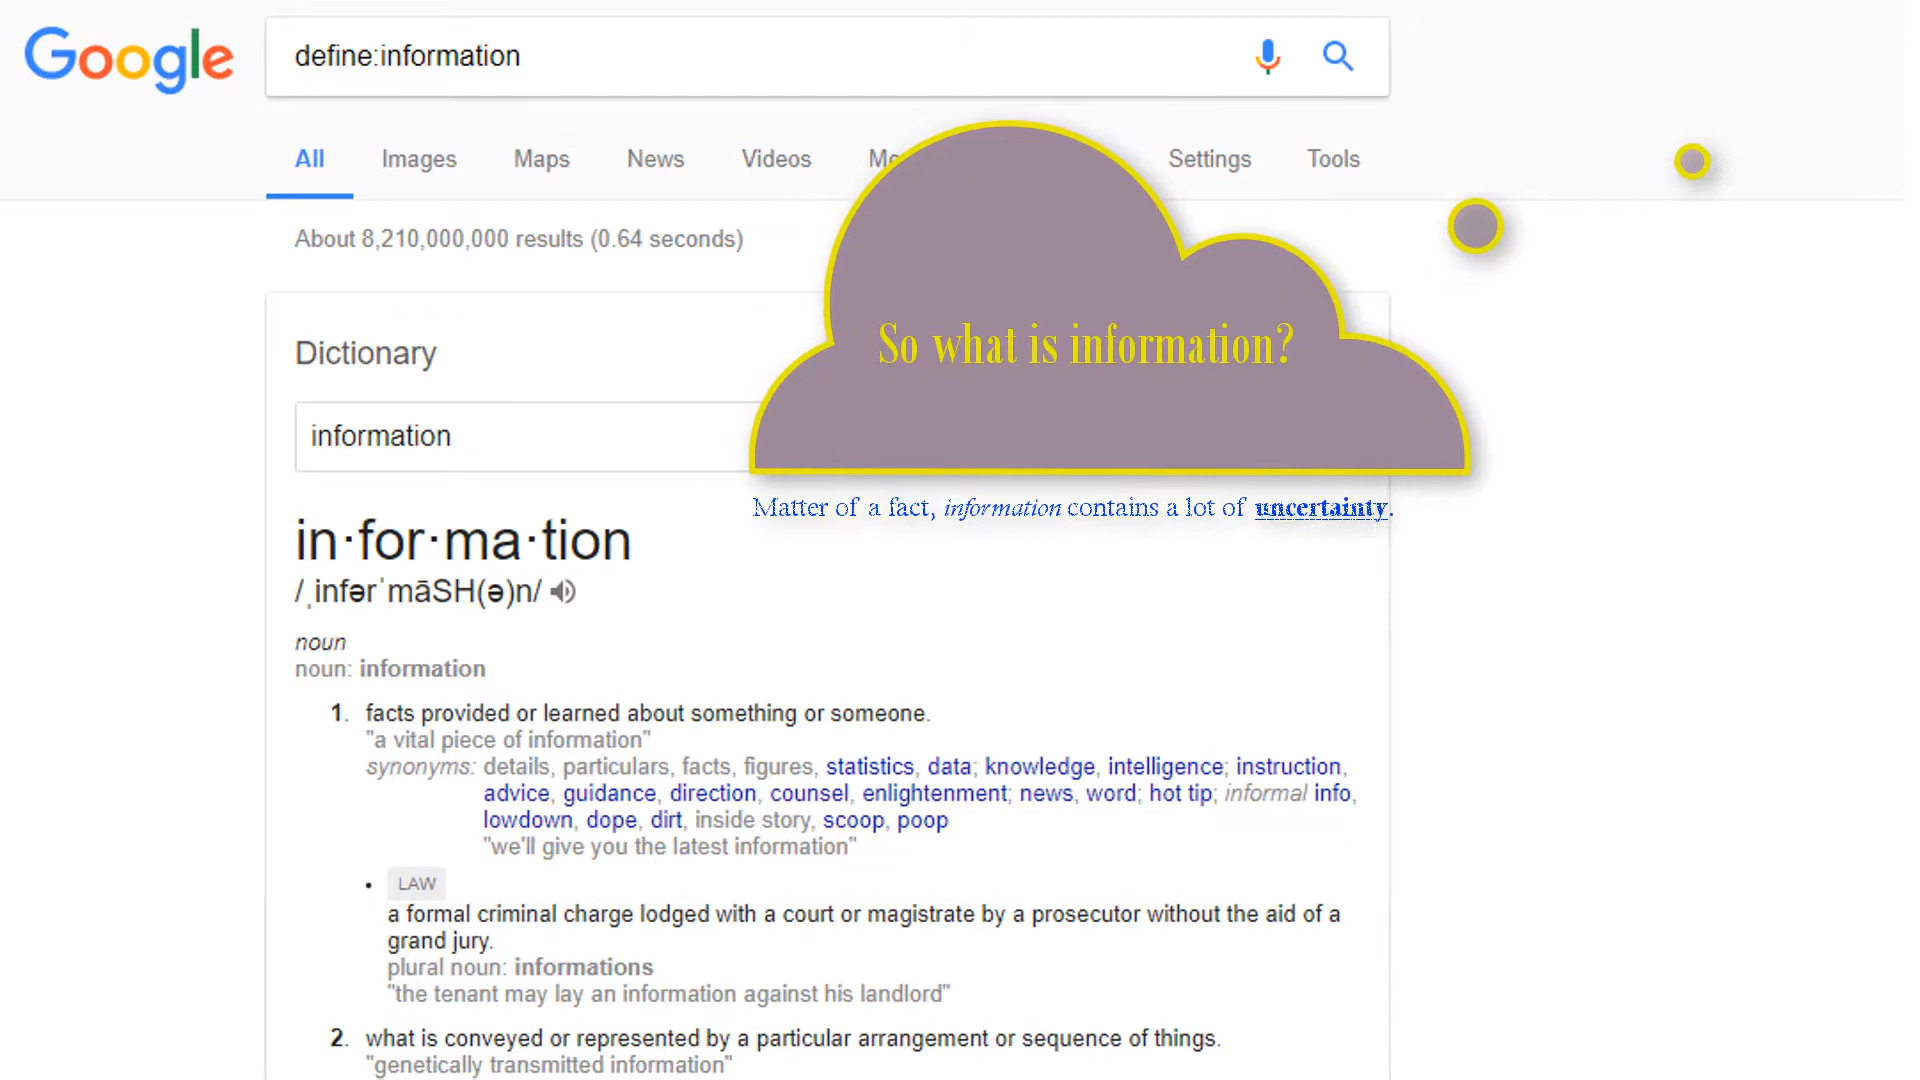 Google
define:information
All Images Maps News Videos Settings Tools
About 8,210,000,000 results (0.64 seconds)
So what is information?
Dictionary
information
Matter of a fact, information contains a lot of uncertainty.
in·for·ma·tion
/ˌinfərˈmāSH(ə)n/
noun
noun: information
1. facts provided or learned about something or someone.
"a vital piece of information"
synonyms: details, particulars, facts, figures, statistics, data; knowledge, intelligence; instruction,
advice, guidance, direction, counsel, enlightenment; news, word; hot tip; informal info,
lowdown, dope, dirt, inside story, scoop, poop
"we'll give you the latest information"
• LAW
a formal criminal charge lodged with a court or magistrate by a prosecutor without the aid of a
grand jury.
plural noun: informations
"the tenant may lay an information against his landlord"
2. what is conveyed or represented by a particular arrangement or sequence of things.
"genetically transmitted information"